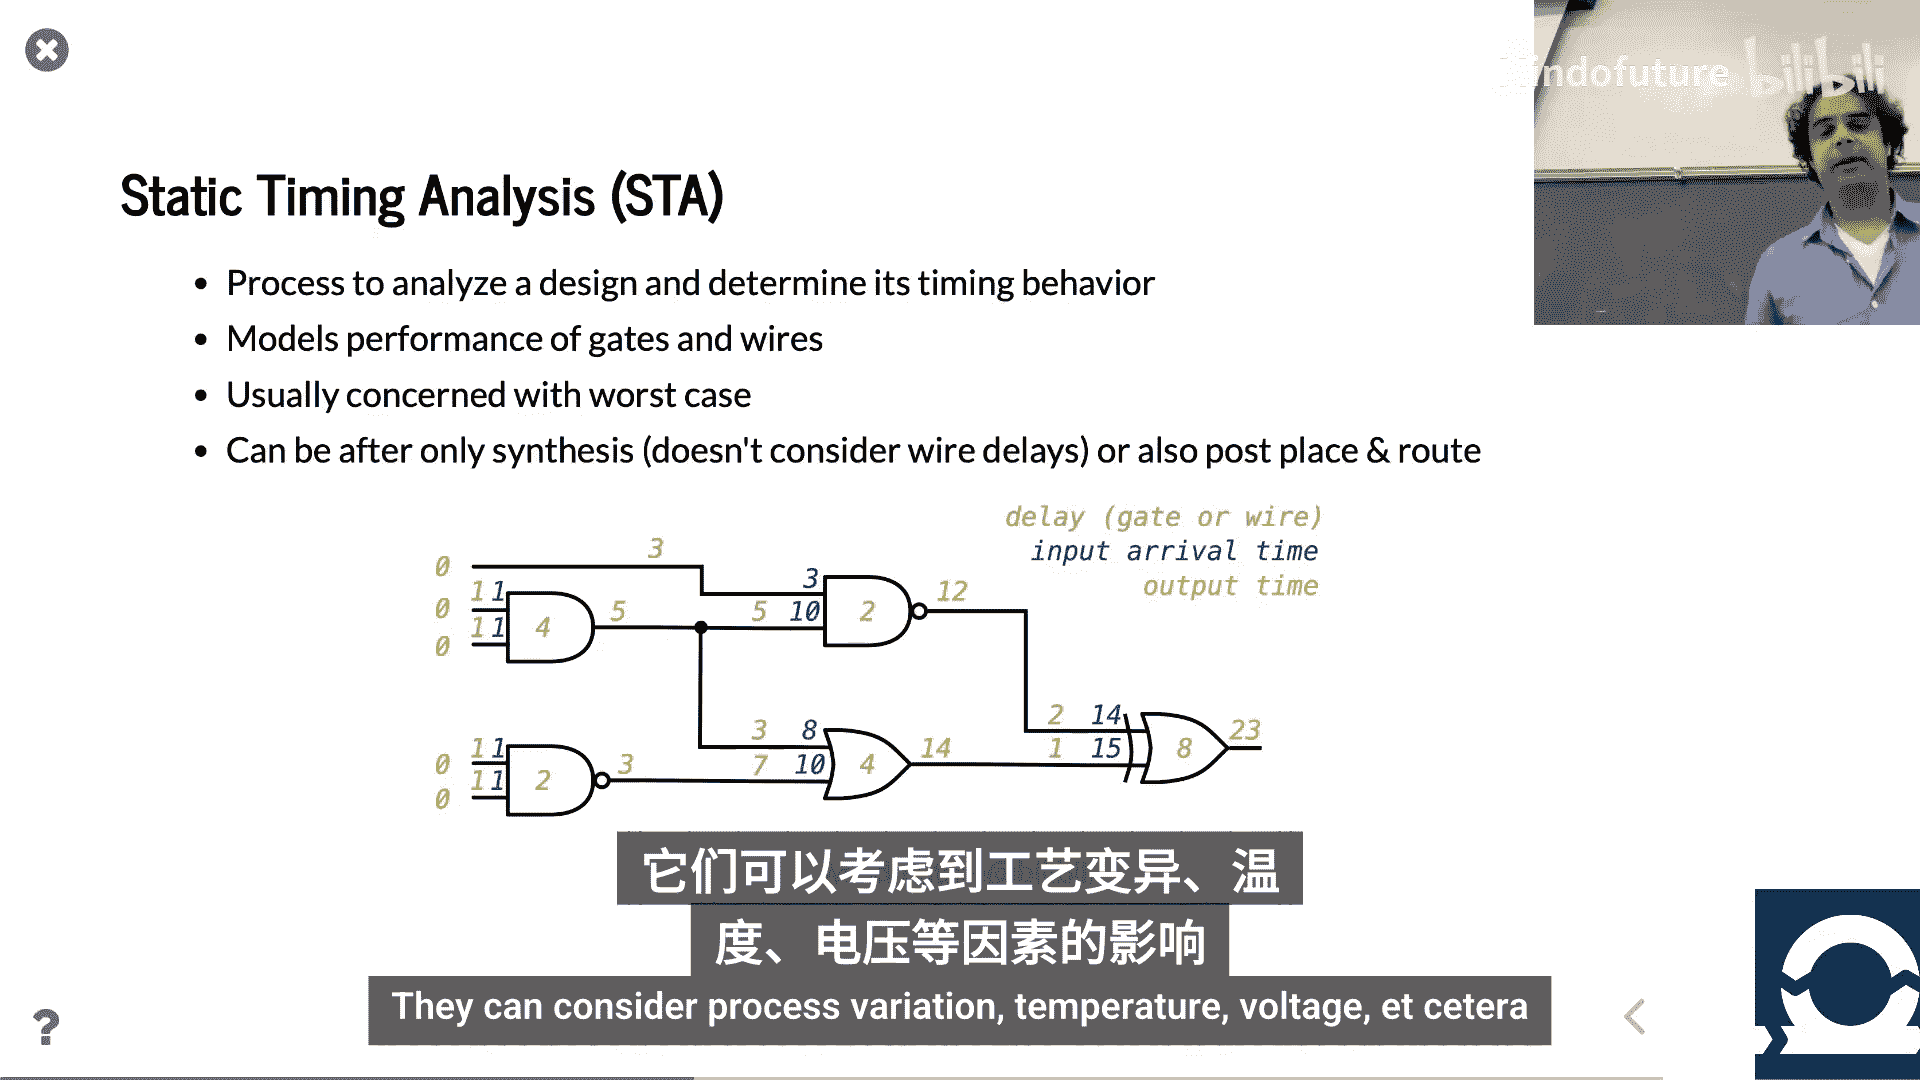 indofuture bilibili
Static Timing Analysis (STA)
Process to analyze a design and determine its timing behavior
Models performance of gates and wires
Usually concerned with worst case
Can be after only synthesis (doesn't consider wire delays) or also post place & route
delay (gate or wire)
input arrival time
output time
0 3
0 1 1 3 12
4 5 5 10 2
0 1 1
2 14 23
0 1 1 3 8 14 1 15 8
2 3 7 10 4
0 1 1
它们可以考虑到工艺变异、温
度、电压等因素的影响
They can consider process variation, temperature, voltage, et cetera
?